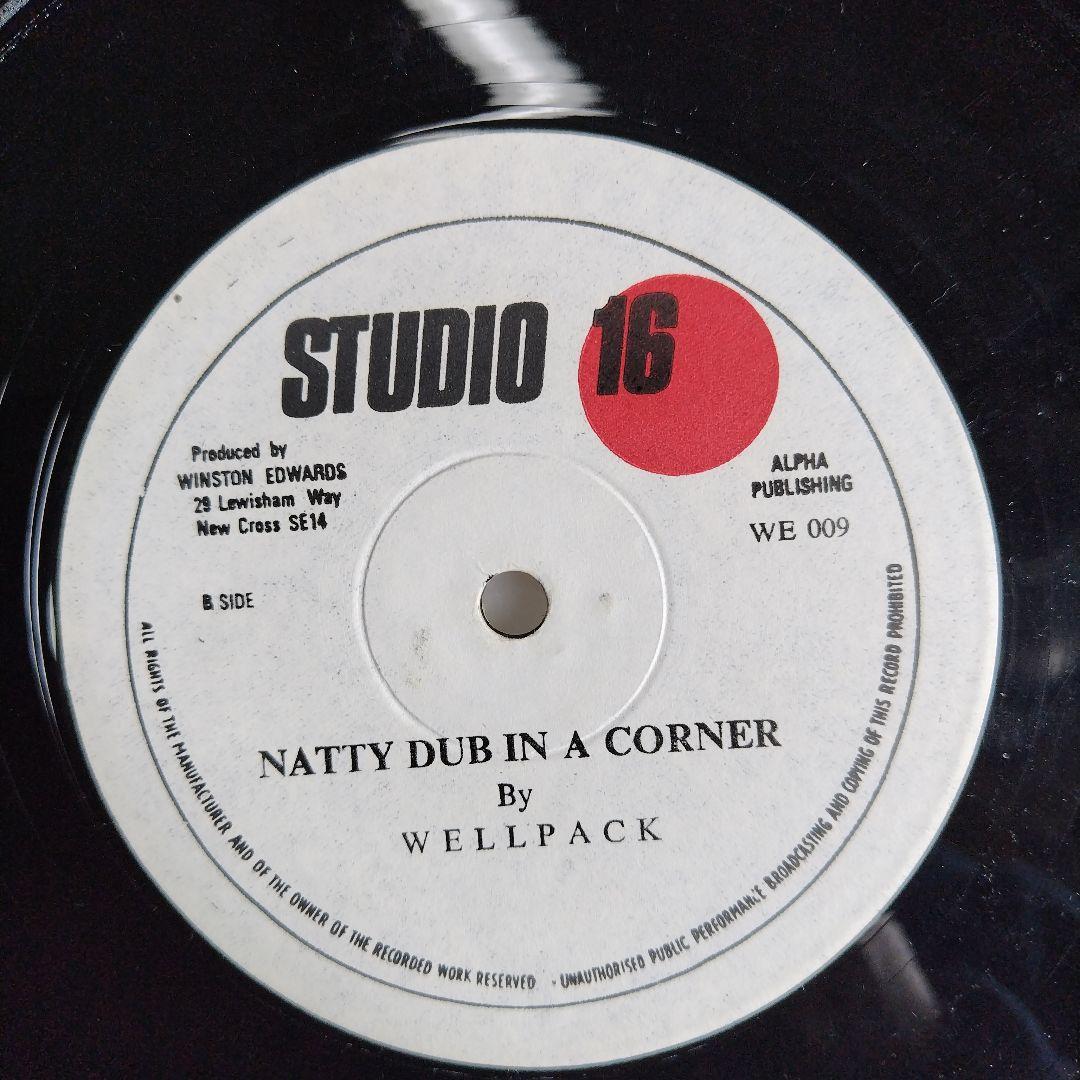 STUDIO 16
Produced by
WINSTON EDWARDS
29 Lewisham Way
New Cross SE14
ALPHA
PUBLISHING
WE 009
B SIDE
NATTY DUB IN A CORNER
By
WELLPACK
ALL RIGHTS OF THE MANUFACTURER AND OF THE OWNER OF THE RECORDED WORK RESERVED - UNAUTHORISED PUBLIC PERFORMANCE BROADCASTING AND COPYING OF THIS RECORD PROHIBITED